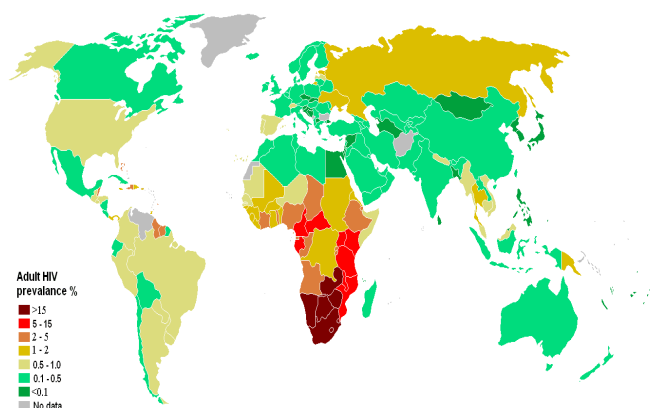 Adult HIV
prevalance %
>15
5 - 15
2 - 5
1 - 2
0.5 - 1.0
0.1 - 0.5
<0.1
No data